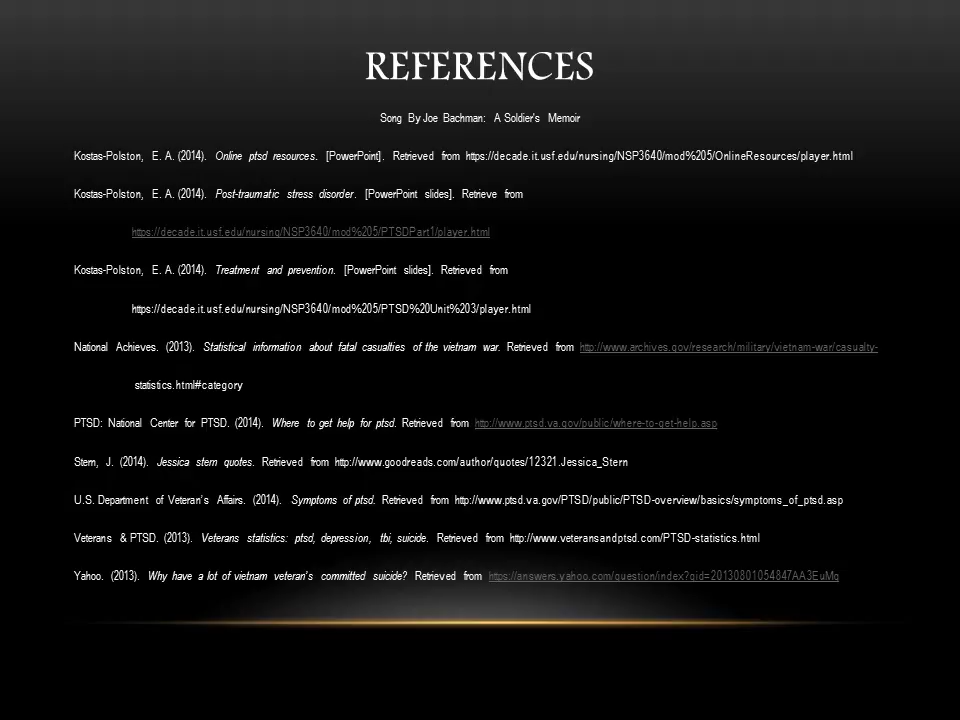 REFERENCES
Song By Joe Bachman: A Soldier's Memoir
Kostas-Polston, E. A. (2014). Online ptsd resources. [PowerPoint]. Retrieved from https://decade.it.usf.edu/nursing/NSP3640/mod%205/OnlineResources/player.html
Kostas-Polston, E. A. (2014). Post-traumatic stress disorder. [PowerPoint slides]. Retrieve from
https://decade.it.usf.edu/nursing/NSP3640/mod%205/PTSDPart1/player.html
Kostas-Polston, E. A. (2014). Treatment and prevention. [PowerPoint slides]. Retrieved from
https://decade.it.usf.edu/nursing/NSP3640/mod%205/PTSD%20Unit%203/player.html
National Achieves. (2013). Statistical information about fatal casualties of the vietnam war. Retrieved from http://www.archives.gov/research/military/vietnam-war/casualty-
statistics.html#category
PTSD: National Center for PTSD. (2014). Where to get help for ptsd. Retrieved from http://www.ptsd.va.gov/public/where-to-get-help.asp
Stern, J. (2014). Jessica stern quotes. Retrieved from http://www.goodreads.com/author/quotes/12321.Jessica_Stern
U.S. Department of Veteran's Affairs. (2014). Symptoms of ptsd. Retrieved from http://www.ptsd.va.gov/PTSD/public/PTSD-overview/basics/symptoms_of_ptsd.asp
Veterans & PTSD. (2013). Veterans statistics: ptsd, depression, tbi, suicide. Retrieved from http://www.veteransandptsd.com/PTSD-statistics.html
Yahoo. (2013). Why have a lot of vietnam veteran's committed suicide? Retrieved from https://answers.yahoo.com/question/index?qid=20130801054847AA3EuMq